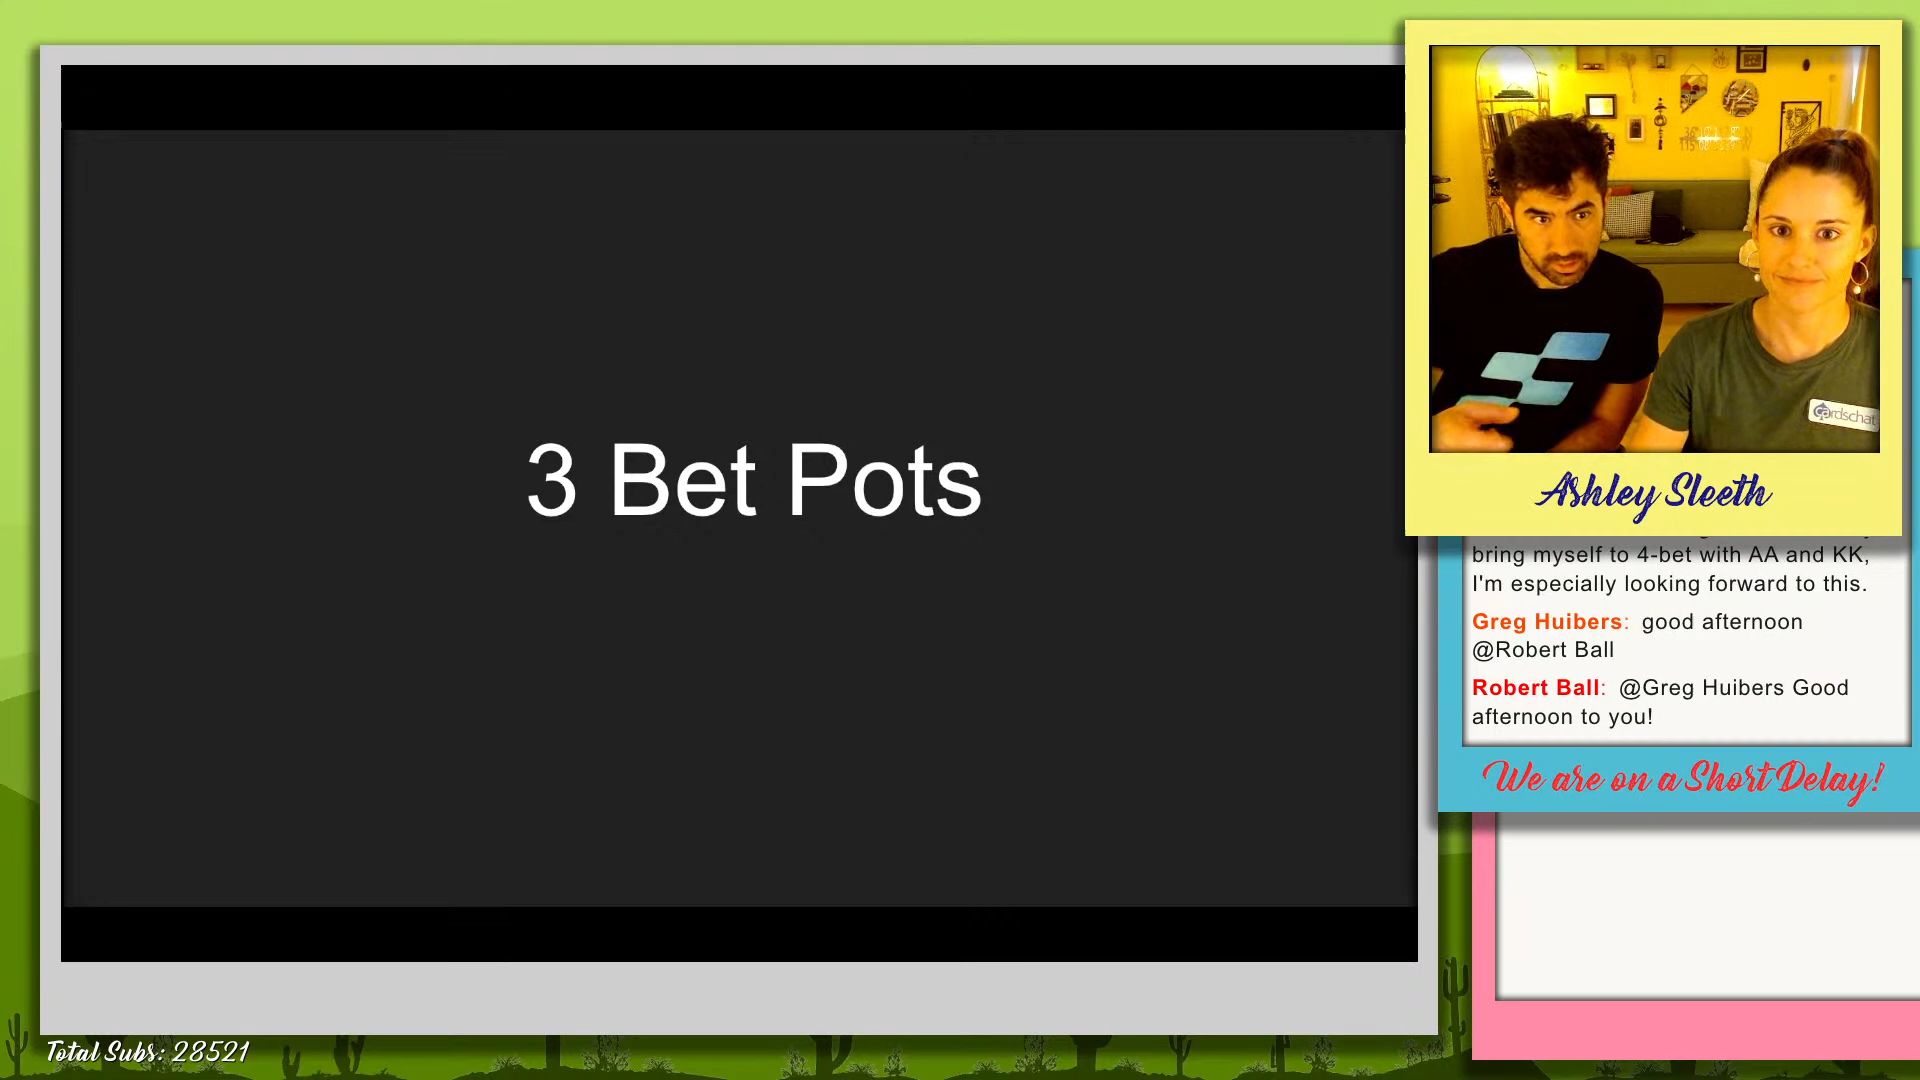 3 Bet Pots
cardschat
Ashley Sleeth
bring myself to 4-bet with AA and KK,
I'm especially looking forward to this.
Greg Huibers: good afternoon
@Robert Ball
Robert Ball: @Greg Huibers Good
afternoon to you!
We are on a Short Delay!
Total Subs: 28521